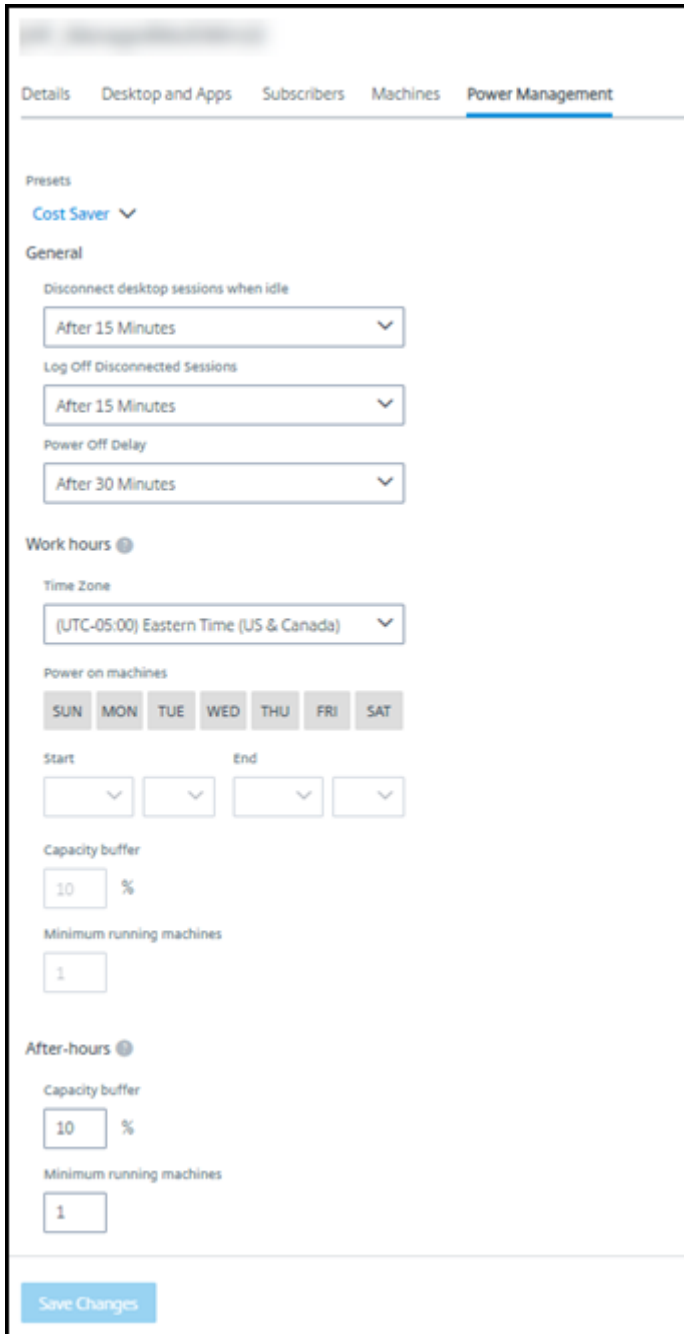 Details Desktop and Apps Subscribers Machines Power Management
Presets
Cost Saver
General
Disconnect desktop sessions when idle
After 15 Minutes
Log Off Disconnected Sessions
After 15 Minutes
Power Off Delay
After 30 Minutes
Work hours ?
Time Zone
(UTC-05:00) Eastern Time (US & Canada)
Power on machines
SUN MON TUE WED THU FRI SAT
Start End
Capacity buffer
10 %
Minimum running machines
1
After-hours ?
Capacity buffer
10 %
Minimum running machines
1
Save Changes